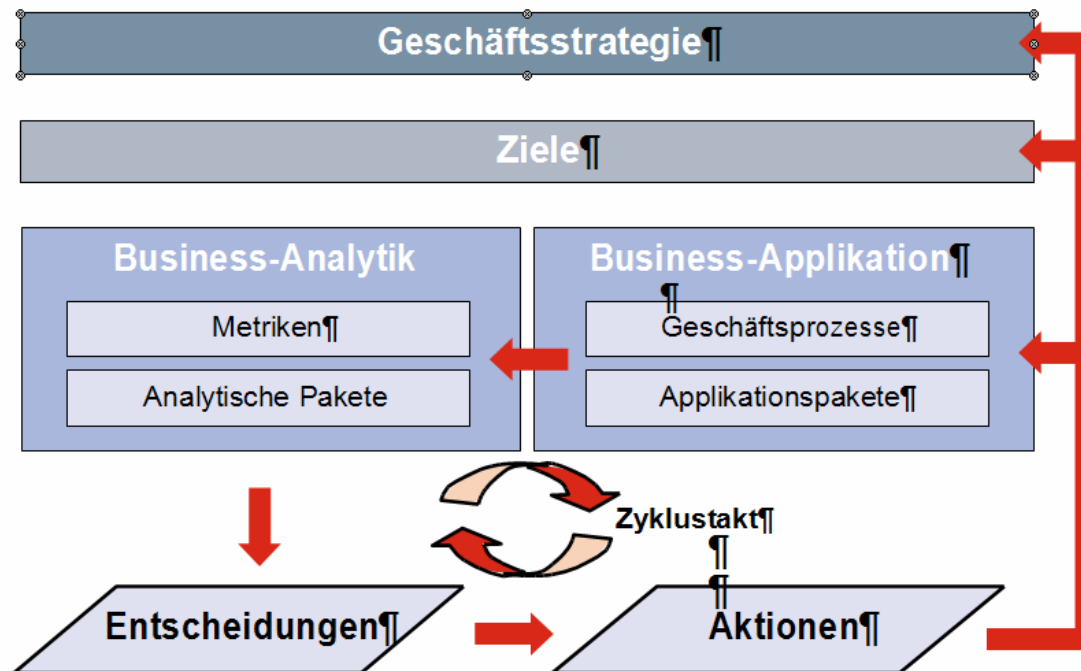 Geschäftsstrategie¶
Ziele¶
Business-Analytik
Metriken¶
Analytische Pakete
Business-Applikation¶
¶
Geschäftsprozesse¶
Applikationspakete¶
Zyklustakt¶
¶
¶
Entscheidungen¶
Aktionen¶